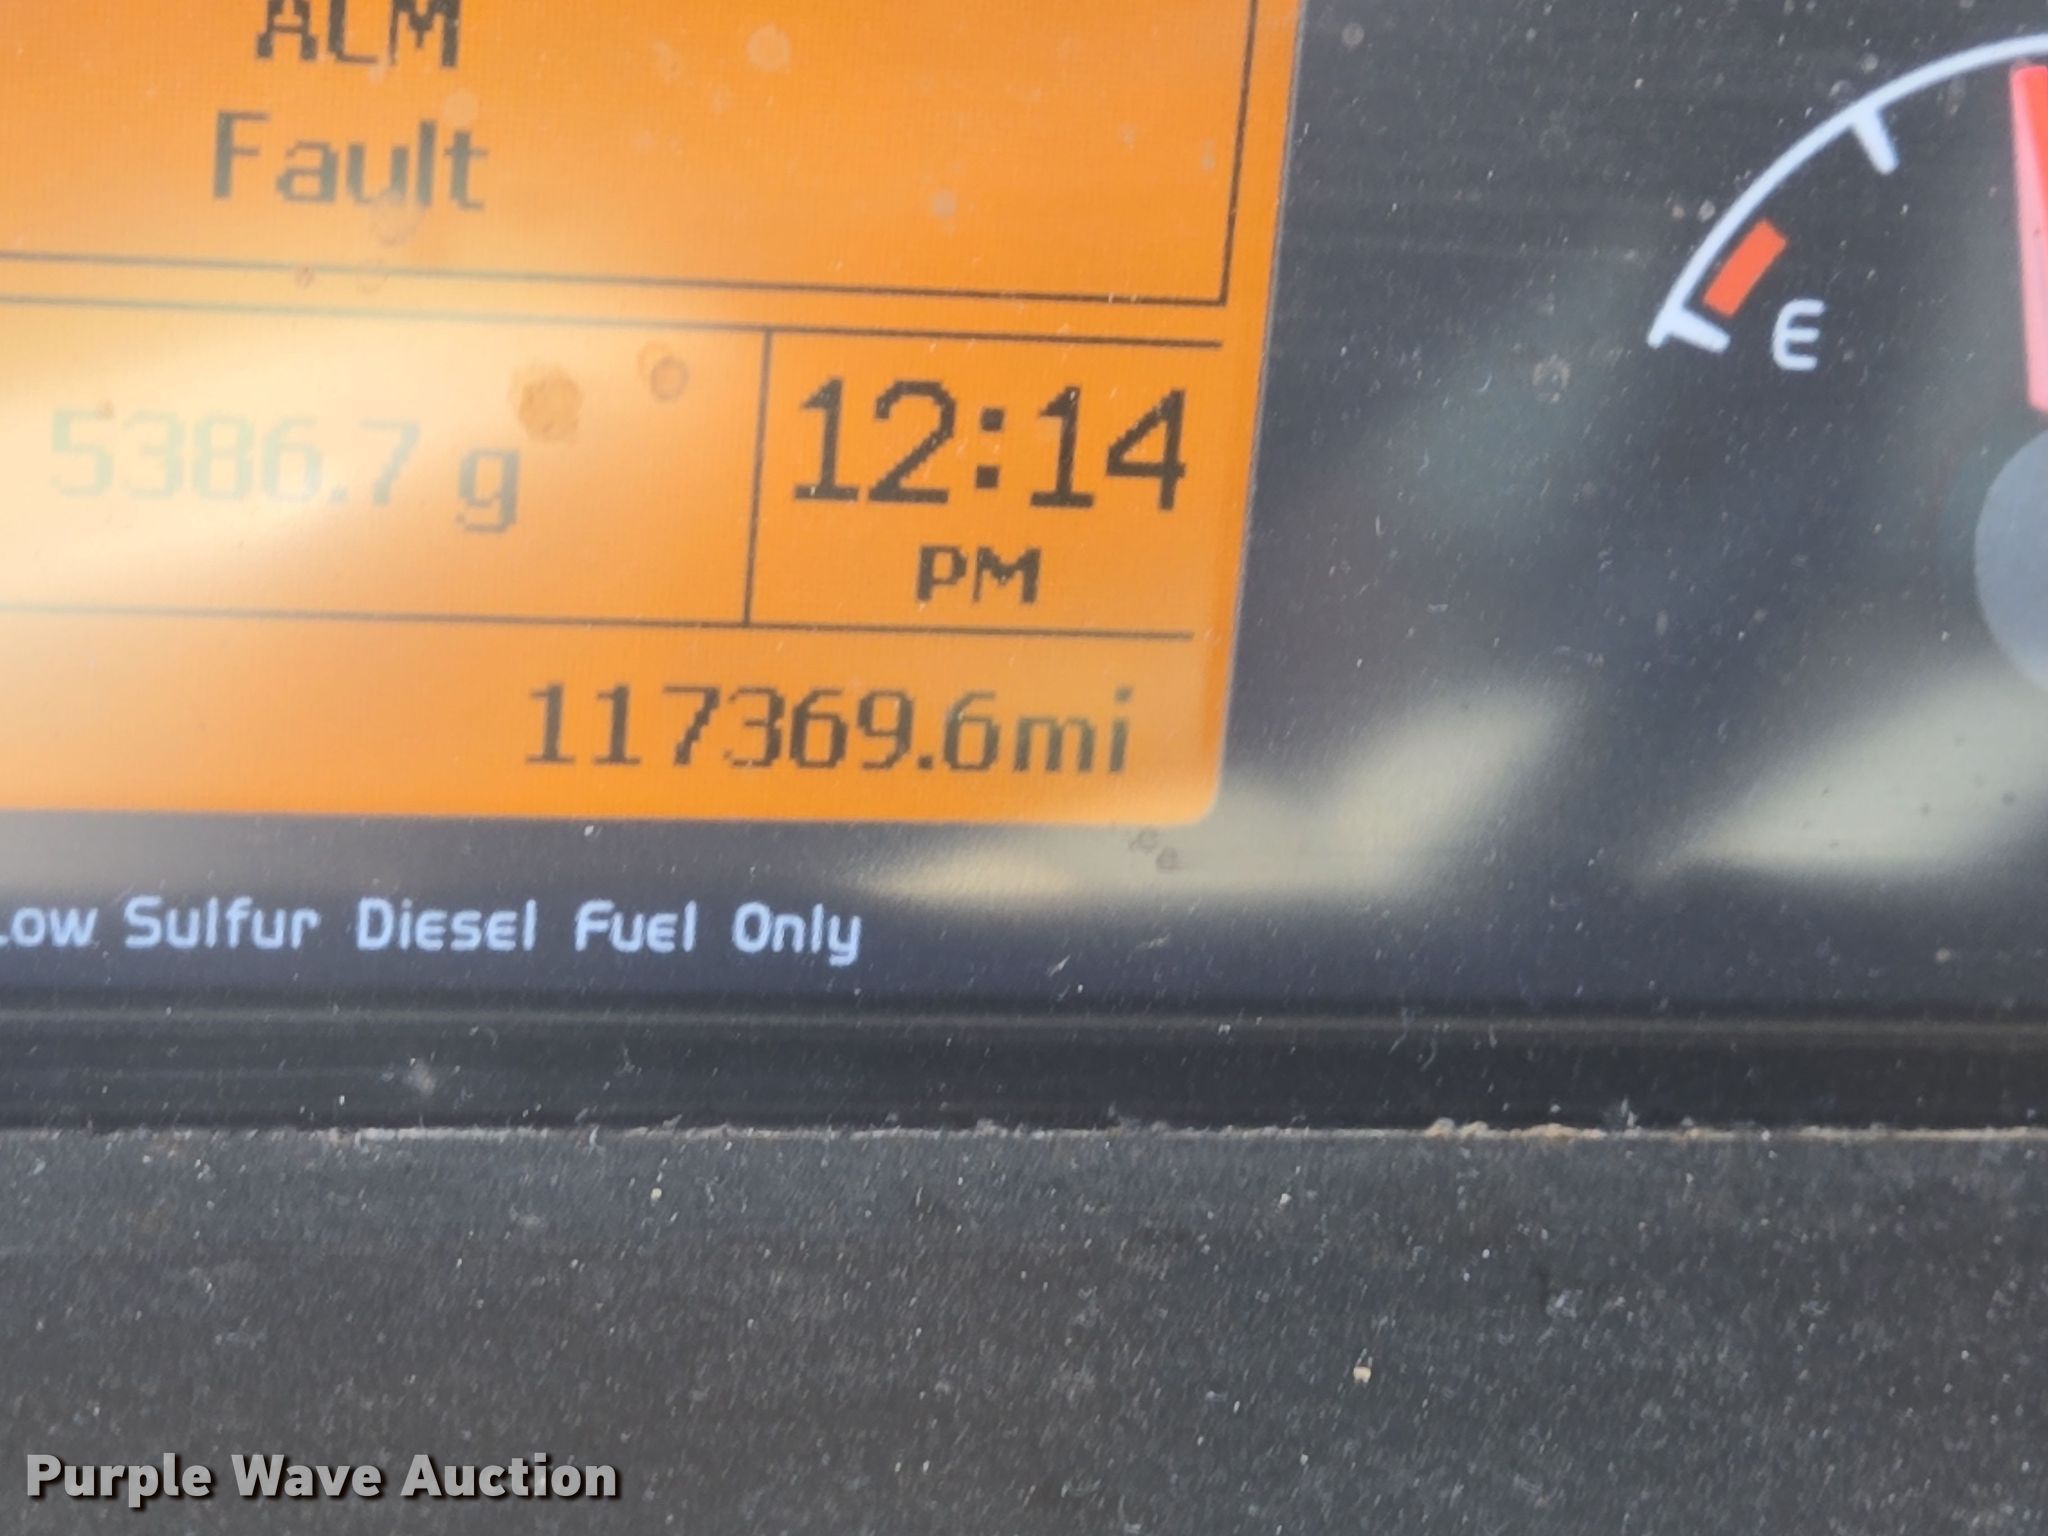 ALM
Fault
5386.7 g
12:14
PM
117369.6mi
E
Low Sulfur Diesel Fuel Only
Purple Wave Auction